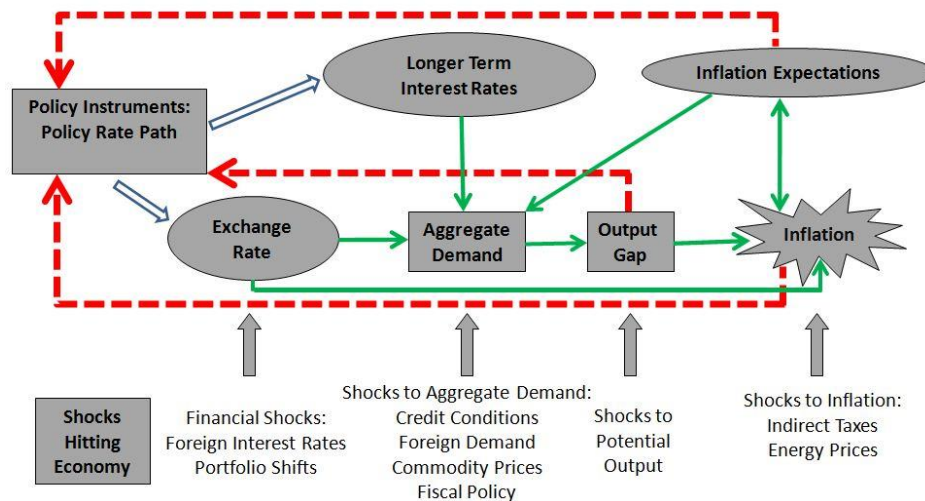 Longer Term
Interest Rates
Inflation Expectations
Policy Instruments:
Policy Rate Path
Exchange
Rate
Aggregate
Demand
Output
Gap
Inflation
Shocks
Hitting
Economy
Financial Shocks:
Foreign Interest Rates
Portfolio Shifts
Shocks to Aggregate Demand:
Credit Conditions
Foreign Demand
Commodity Prices
Fiscal Policy
Shocks to
Potential
Output
Shocks to Inflation:
Indirect Taxes
Energy Prices